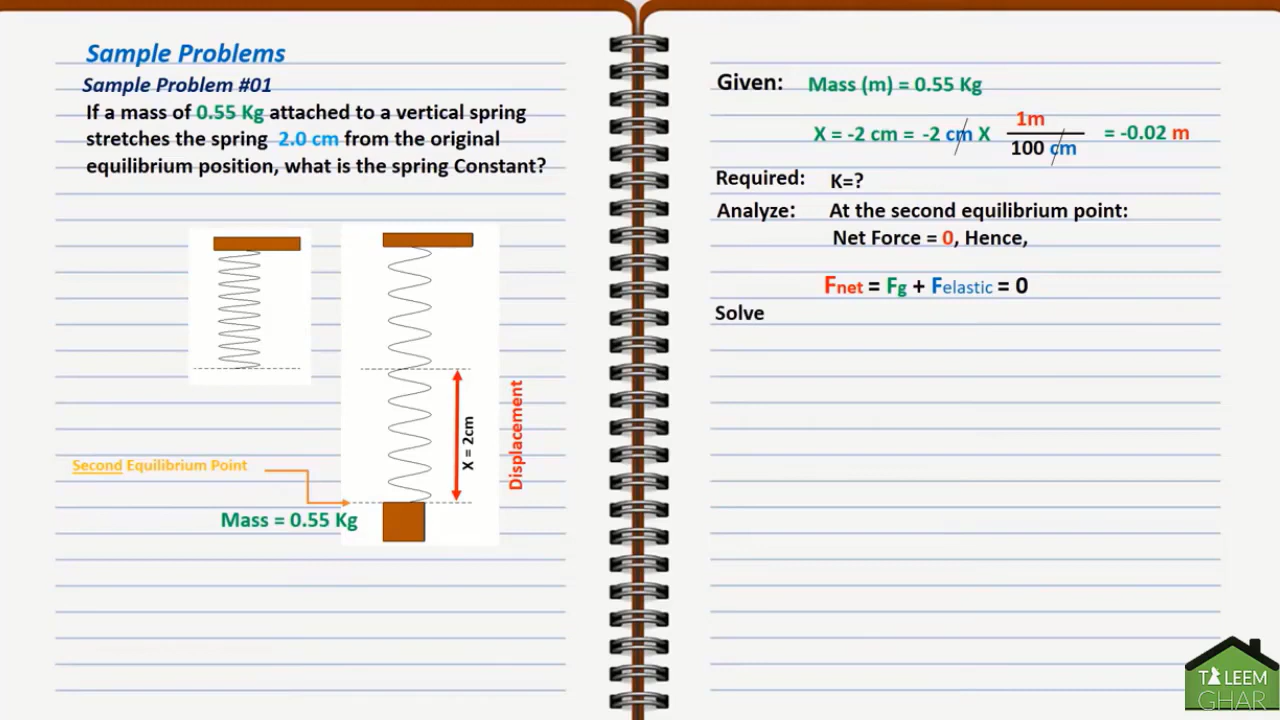 Sample Problems
Sample Problem #01
If a mass of 0.55 Kg attached to a vertical spring
stretches the spring 2.0 cm from the original
equilibrium position, what is the spring Constant?
X = 2cm
Displacement
Second Equilibrium Point
Mass = 0.55 Kg
Given: Mass (m) = 0.55 Kg
X = -2 cm = -2 cm X 1m / 100 cm = -0.02 m
Required: K=?
Analyze: At the second equilibrium point:
Net Force = 0, Hence,
Fnet = Fg + Felastic = 0
Solve
TALEEM
GHAR